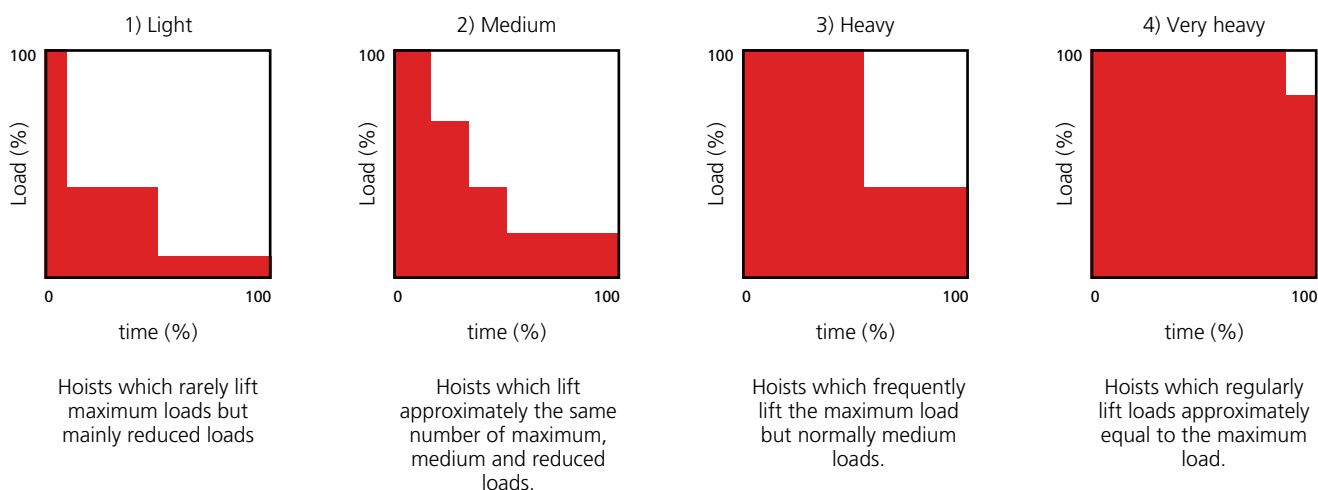 1) Light
100
Load (%)
0
100
time (%)
Hoists which rarely lift
maximum loads but
mainly reduced loads
2) Medium
100
Load (%)
0
100
time (%)
Hoists which lift
approximately the same
number of maximum,
medium and reduced
loads.
3) Heavy
100
Load (%)
0
100
time (%)
Hoists which frequently
lift the maximum load
but normally medium
loads.
4) Very heavy
100
Load (%)
0
100
time (%)
Hoists which regularly
lift loads approximately
equal to the maximum
load.